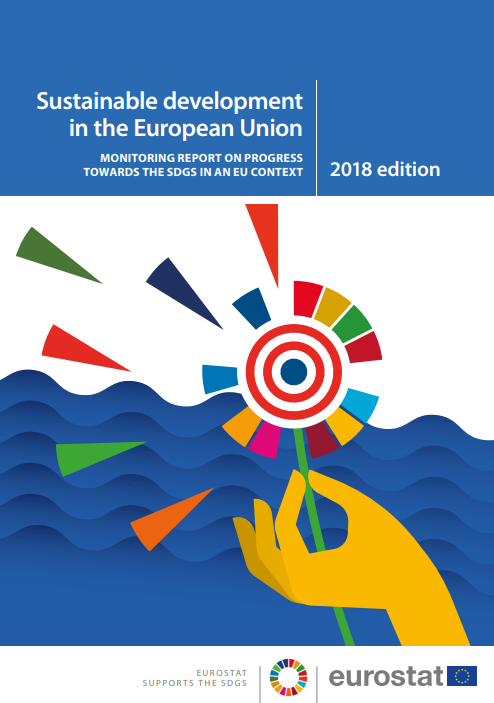 Sustainable development
in the European Union
MONITORING REPORT ON PROGRESS
TOWARDS THE SDGS IN AN EU CONTEXT
2018 edition
EUROSTAT
SUPPORTS THE SDGS
eurostat